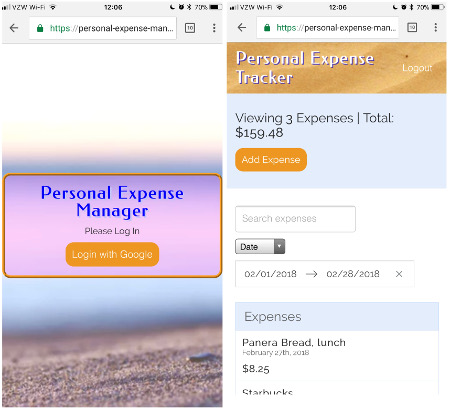 VZW Wi-Fi 12:06 70%
https://personal-expense-man... 10
Personal Expense
Manager
Please Log In
Login with Google
VZW Wi-Fi 12:06 70%
https://personal-expense-man... 10
Personal Expense
Tracker
Logout
Viewing 3 Expenses | Total:
$159.48
Add Expense
Search expenses
Date
02/01/2018 → 02/28/2018 ×
Expenses
Panera Bread, lunch
February 27th, 2018
$8.25
Starbucks